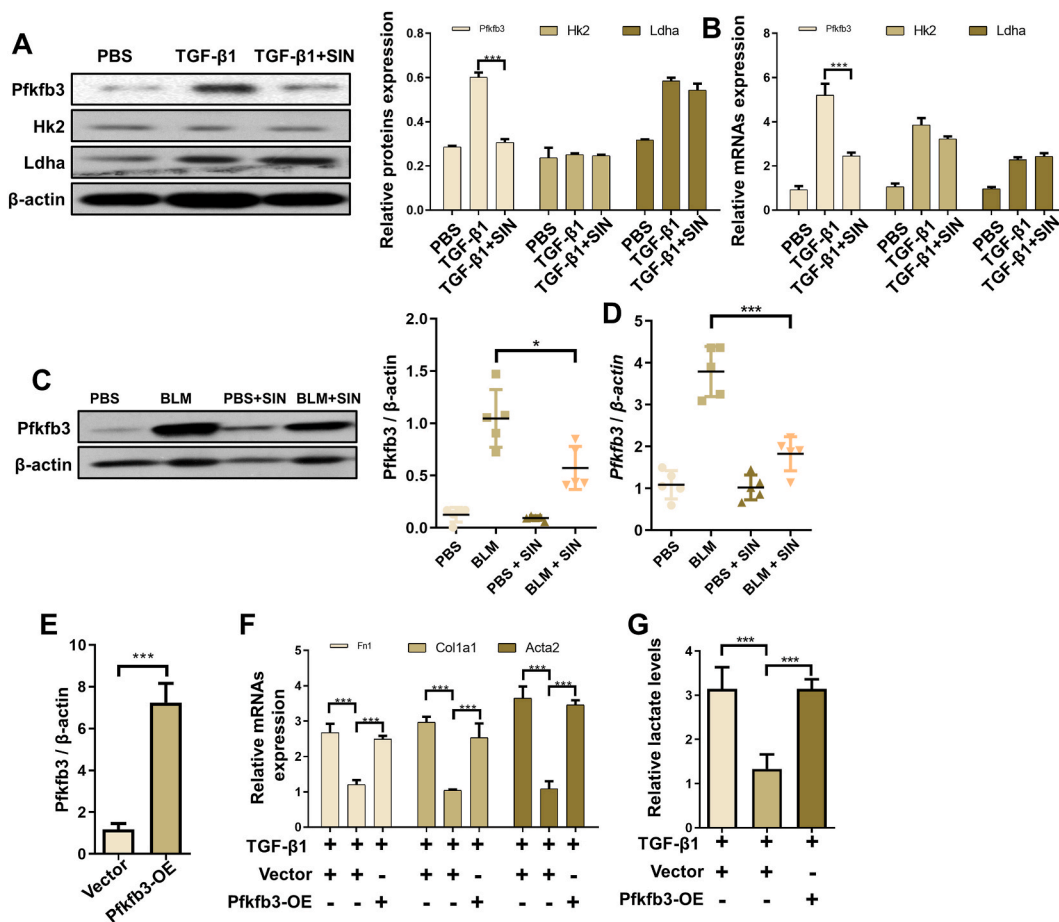 A
PBS TGF-β1 TGF-β1+SIN
Pfkfb3
Hk2
Ldha
β-actin
Pfkfb3 Hk2 Ldha
Relative proteins expression
0.8
0.6
0.4
0.2
0.0
***
PBS TGF-β1 TGF-β1+SIN PBS TGF-β1 TGF-β1+SIN PBS TGF-β1 TGF-β1+SIN
B
Pfkfb3 Hk2 Ldha
Relative mRNAs expression
8
6
4
2
0
***
PBS TGF-β1 TGF-β1+SIN PBS TGF-β1 TGF-β1+SIN PBS TGF-β1 TGF-β1+SIN
C
PBS BLM PBS+SIN BLM+SIN
Pfkfb3
β-actin
Pfkfb3 / β-actin
2.0
1.5
1.0
0.5
0.0
*
PBS BLM PBS + SIN BLM + SIN
D
Pfkfb3 / β-actin
5
4
3
2
1
0
***
PBS BLM PBS + SIN BLM + SIN
E
Pfkfb3 / β-actin
10
8
6
4
2
0
***
Vector Pfkfb3-OE
F
Fn1 Col1a1 Acta2
Relative mRNAs
expression
5
4
3
2
1
0
*** *** *** *** *** ***
TGF-β1 + + + + + + + + +
Vector + + - + + - + + -
Pfkfb3-OE - - + - - + - - +
G
Relative lactate levels
4
3
2
1
0
*** ***
TGF-β1 + + +
Vector + + -
Pfkfb3-OE - - +